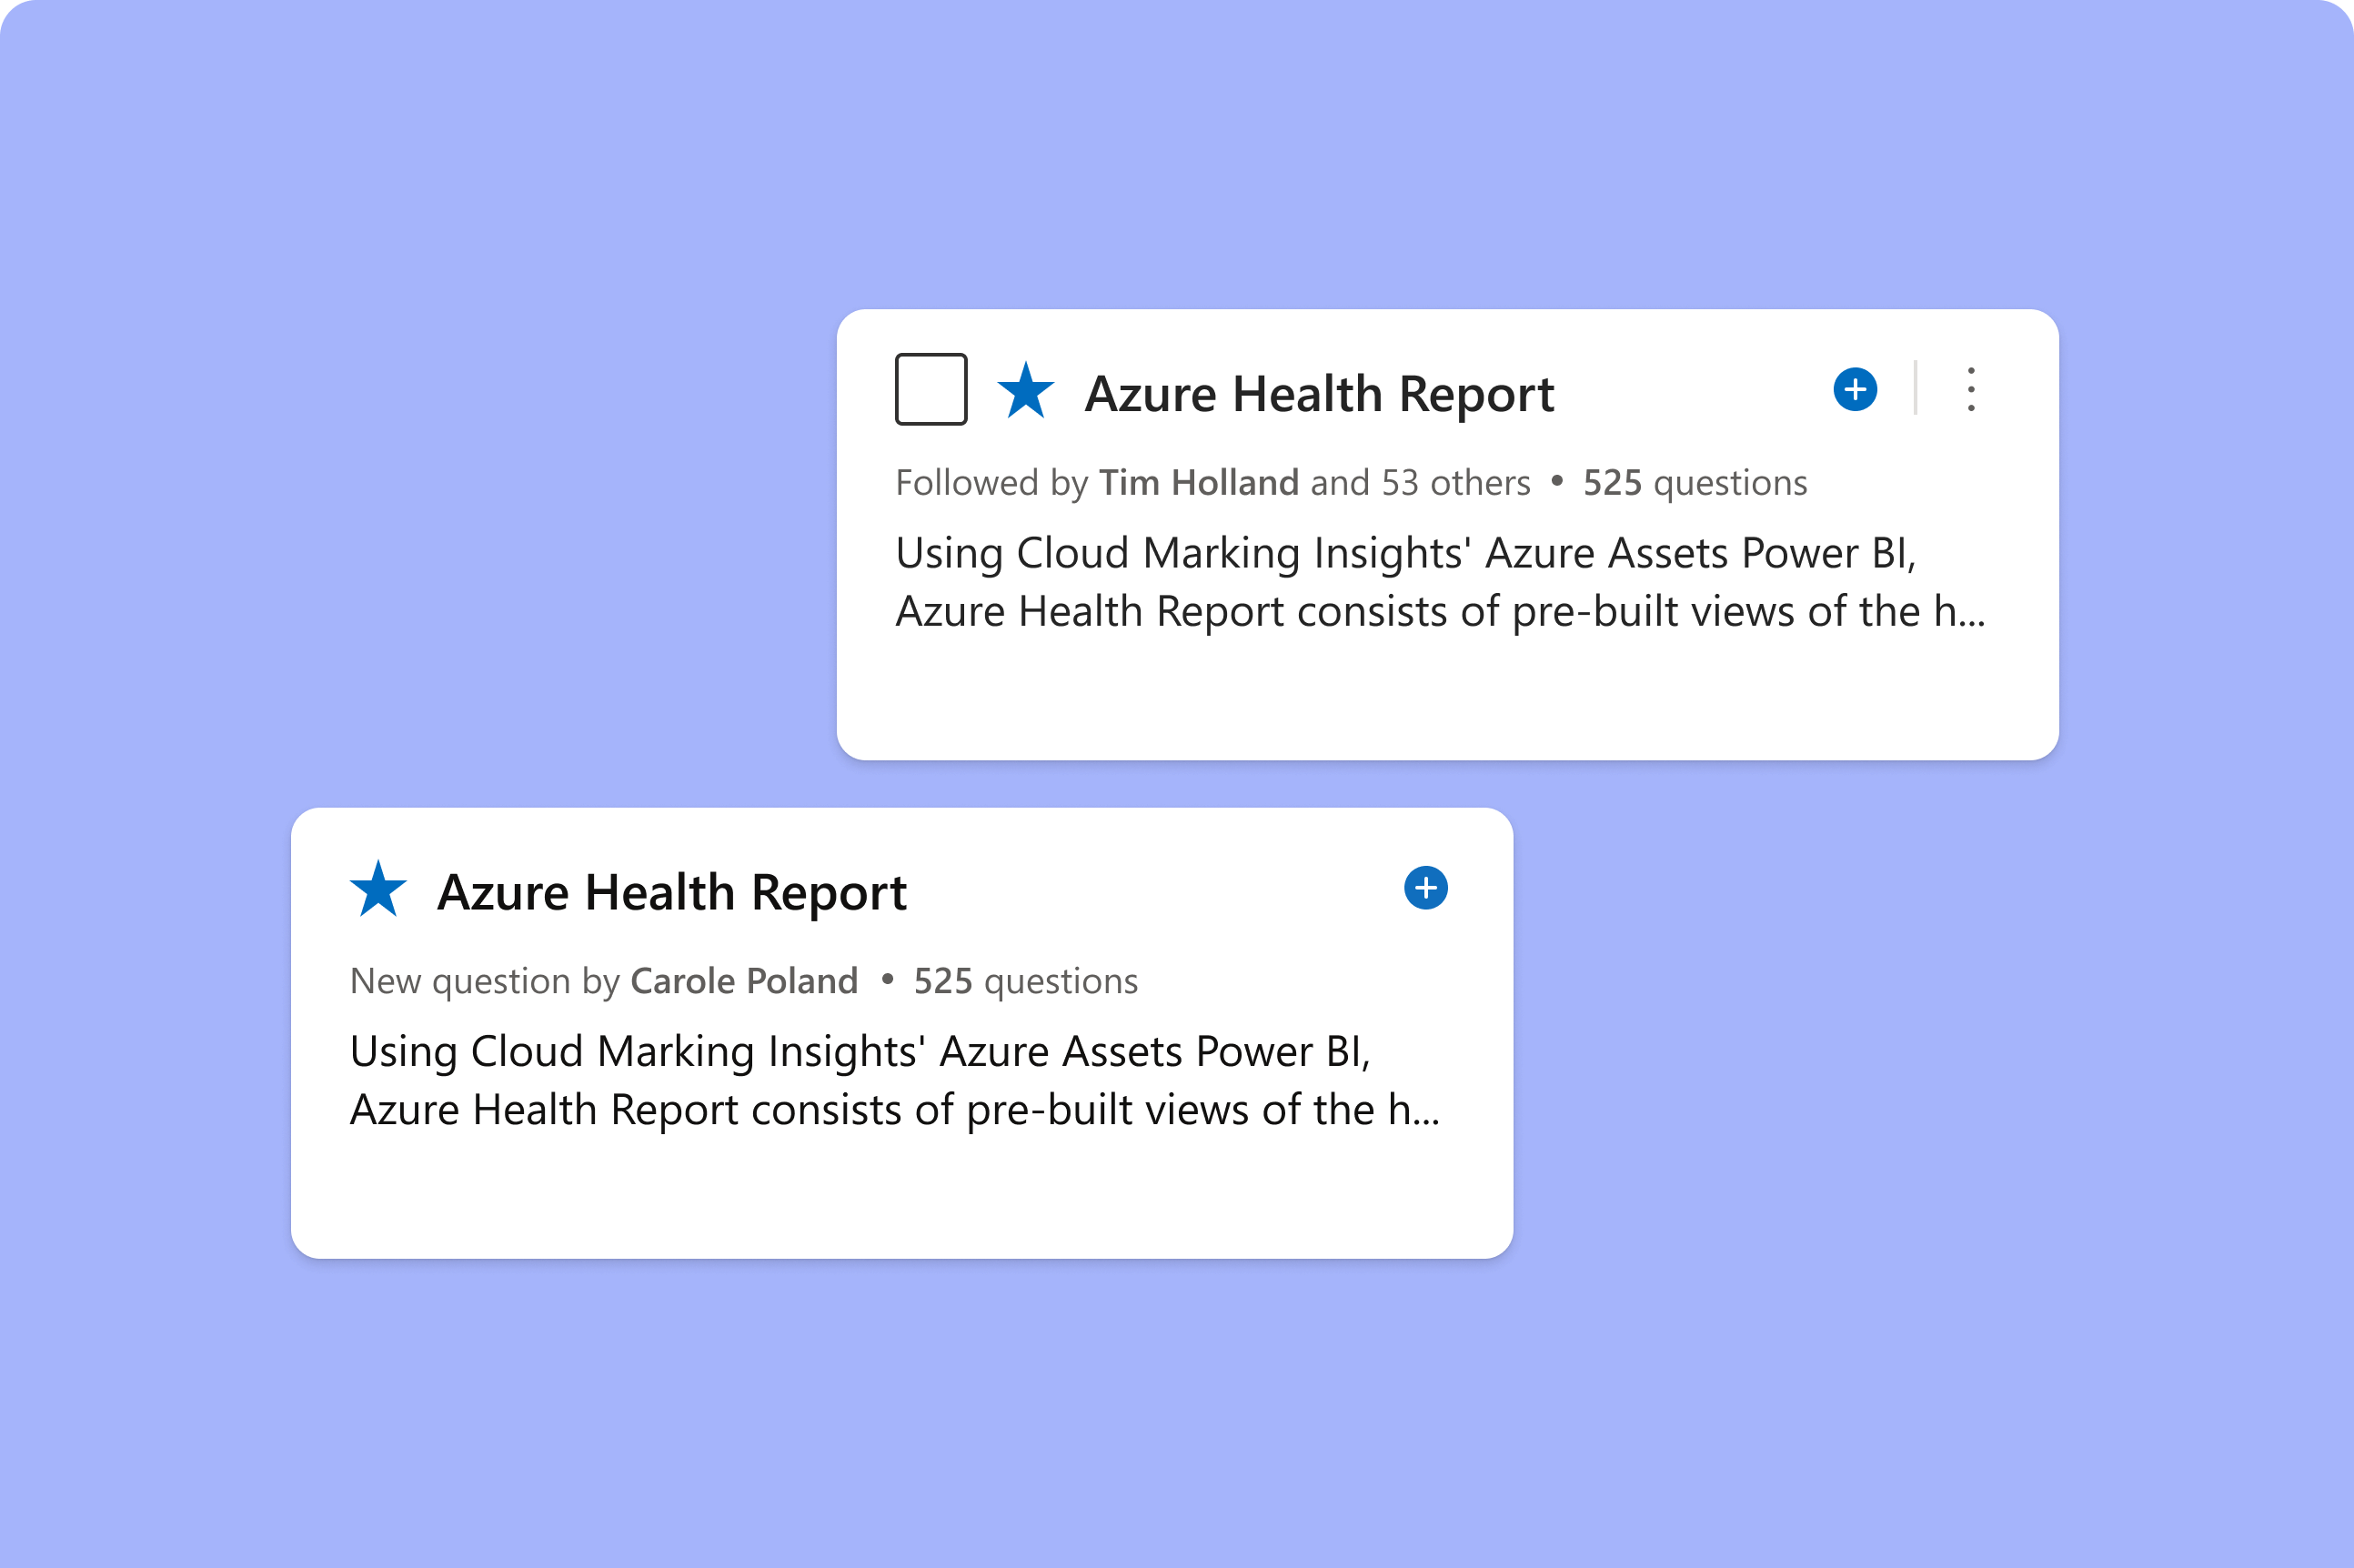 Azure Health Report
Followed by Tim Holland and 53 others • 525 questions
Using Cloud Marking Insights' Azure Assets Power BI,
Azure Health Report consists of pre-built views of the h...
Azure Health Report
New question by Carole Poland • 525 questions
Using Cloud Marking Insights' Azure Assets Power BI,
Azure Health Report consists of pre-built views of the h...